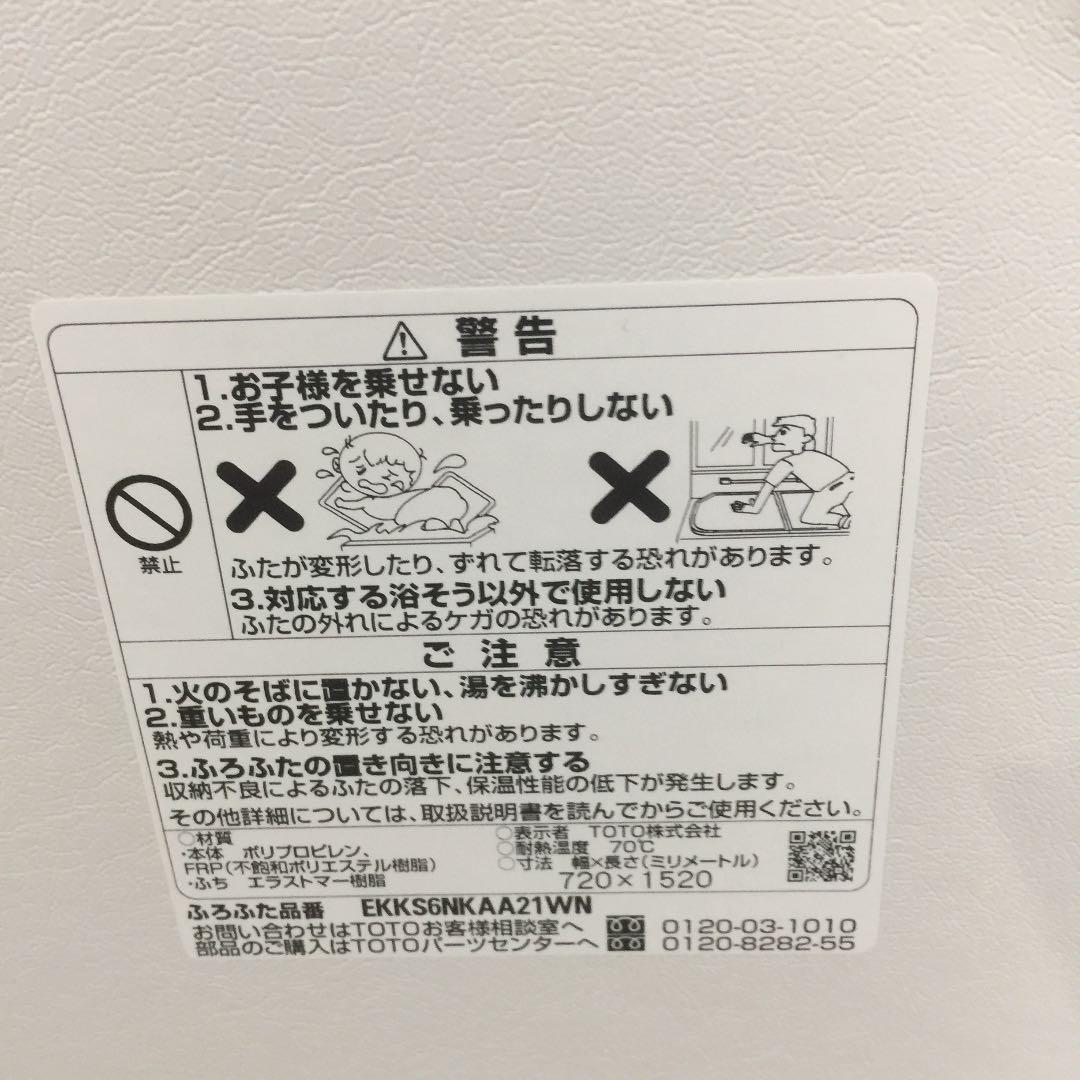 警告
1.お子様を乗せない
2.手をついたり、乗ったりしない
禁止
ふたが変形したり、ずれて転落する恐れがあります。
3.対応する浴そう以外で使用しない
ふたの外れによるケガの恐れがあります。
ご注意
1.火のそばに置かない、湯を沸かしすぎない
2.重いものを乗せない
熱や荷重により変形する恐れがあります。
3.ふろふたの置き向きに注意する
収納不良によるふたの落下、保温性能の低下が発生します。
その他詳細については、取扱説明書を読んでからご使用ください。
○材質
・本体 ポリプロピレン、
FRP(不飽和ポリエステル樹脂)
・ふち エラストマー樹脂
○表示者 TOTO株式会社
○耐熱温度 70℃
○寸法 幅×長さ(ミリメートル)
720×1520
ふろふた品番 EKKS6NKAA21WN
お問い合わせはTOTOお客様相談室へ 0120-03-1010
部品のご購入はTOTOパーツセンターへ 0120-8282-55